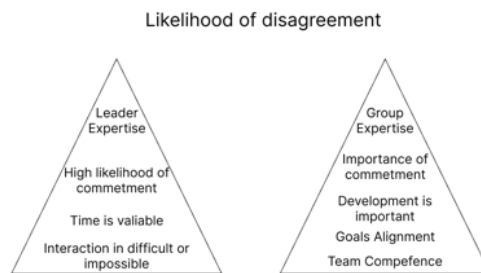 Likelihood of disagreement
Leader
Expertise
High likelihood of
commetment
Time is valiable
Interaction in difficult or
impossible
Group
Expertise
Importance of
commetment
Development is
important
Goals Alignment
Team Compefence